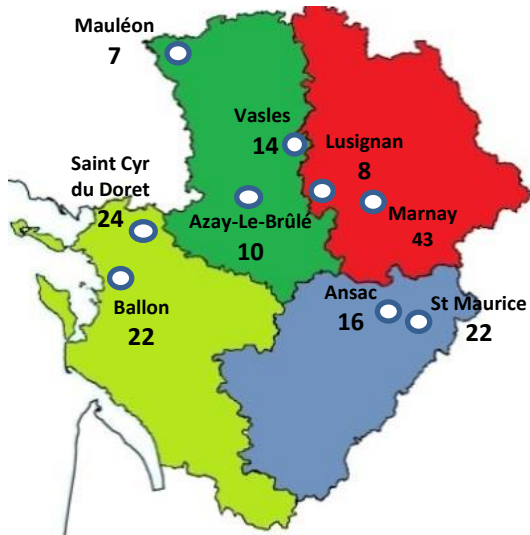 Mauléon
7
Vasles
14
Lusignan
8
Saint Cyr
du Doret
24
Azay-Le-Brûlé
10
Marnay
43
Ballon
22
Ansac
16
St Maurice
22